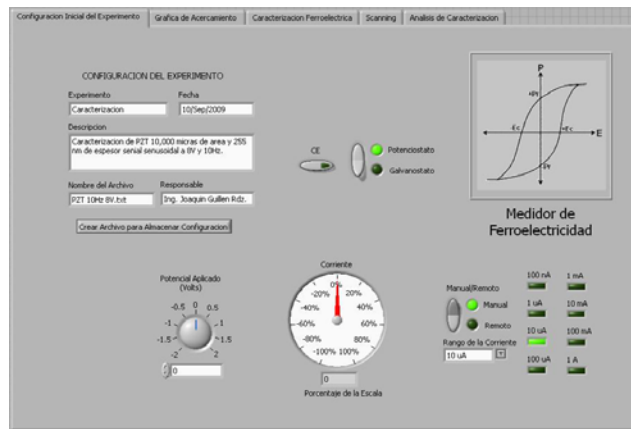 Configuracion Inicial del Experimento
Grafica de Acercamiento
Caracterizacion Ferroelectrica
Scanning
Analisis de Caracterizacion
CONFIGURACION DEL EXPERIMENTO
Experimento
Fecha
Caracterizacion
10/Sep/2009
Descripcion
Caracterizacion de PZT 10,000 micras de area y 255
nm de espesor senial senusoidal a 8V y 10Hz.
Nombre del Archivo
Responsable
PZT 10Hz 8V.txt
Ing. Joaquin Guillen Rdz.
Crear Archivo para Almacenar Configuracion
CE
Potenciostato
Galvanostato
P
+Pr
-Ec
+Ec
E
-Pr
Medidor de
Ferroelectricidad
Potencial Aplicado
(Volts)
-0.5 0 0.5
-1 1
-1.5 1.5
-2 2
0
Corriente
0%
-20% 20%
-40% 40%
-60% 60%
-80% 80%
-100% 100%
0
Porcentaje de la Escala
Manual/Remoto
Manual
Remoto
Rango de la Corriente
10 uA
100 nA 1 mA
1 uA 10 mA
10 uA 100 mA
100 uA 1 A